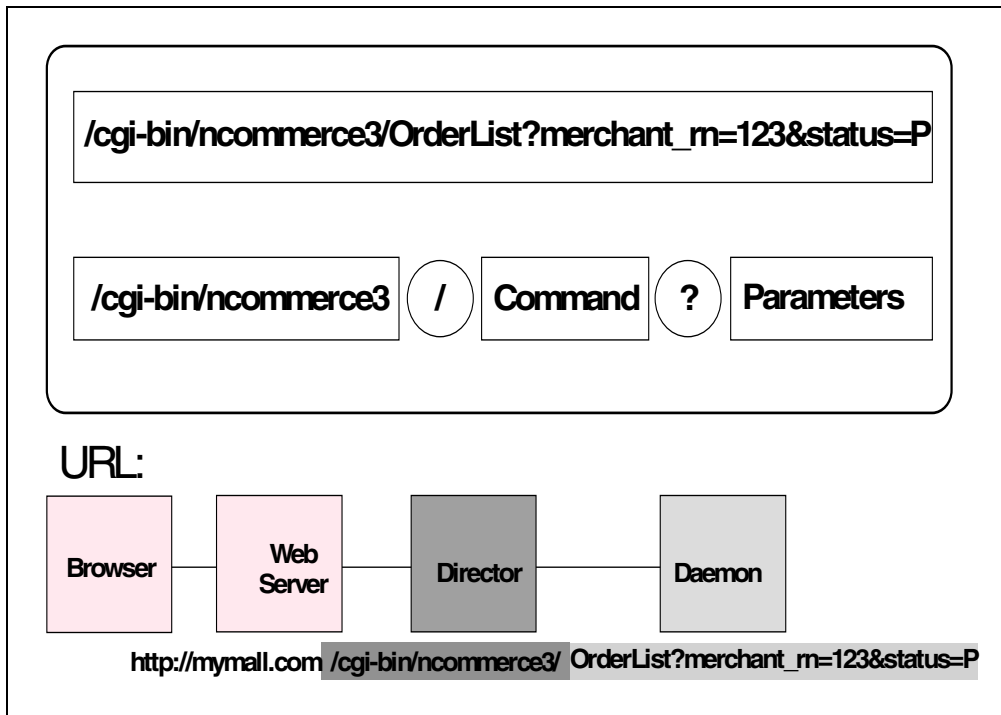 /cgi-bin/ncommerce3/OrderList?merchant_rn=123&status=P
/cgi-bin/ncommerce3 / Command ? Parameters
URL:
Browser Web Server Director Daemon
http://mymall.com /cgi-bin/ncommerce3/ OrderList?merchant_rn=123&status=P